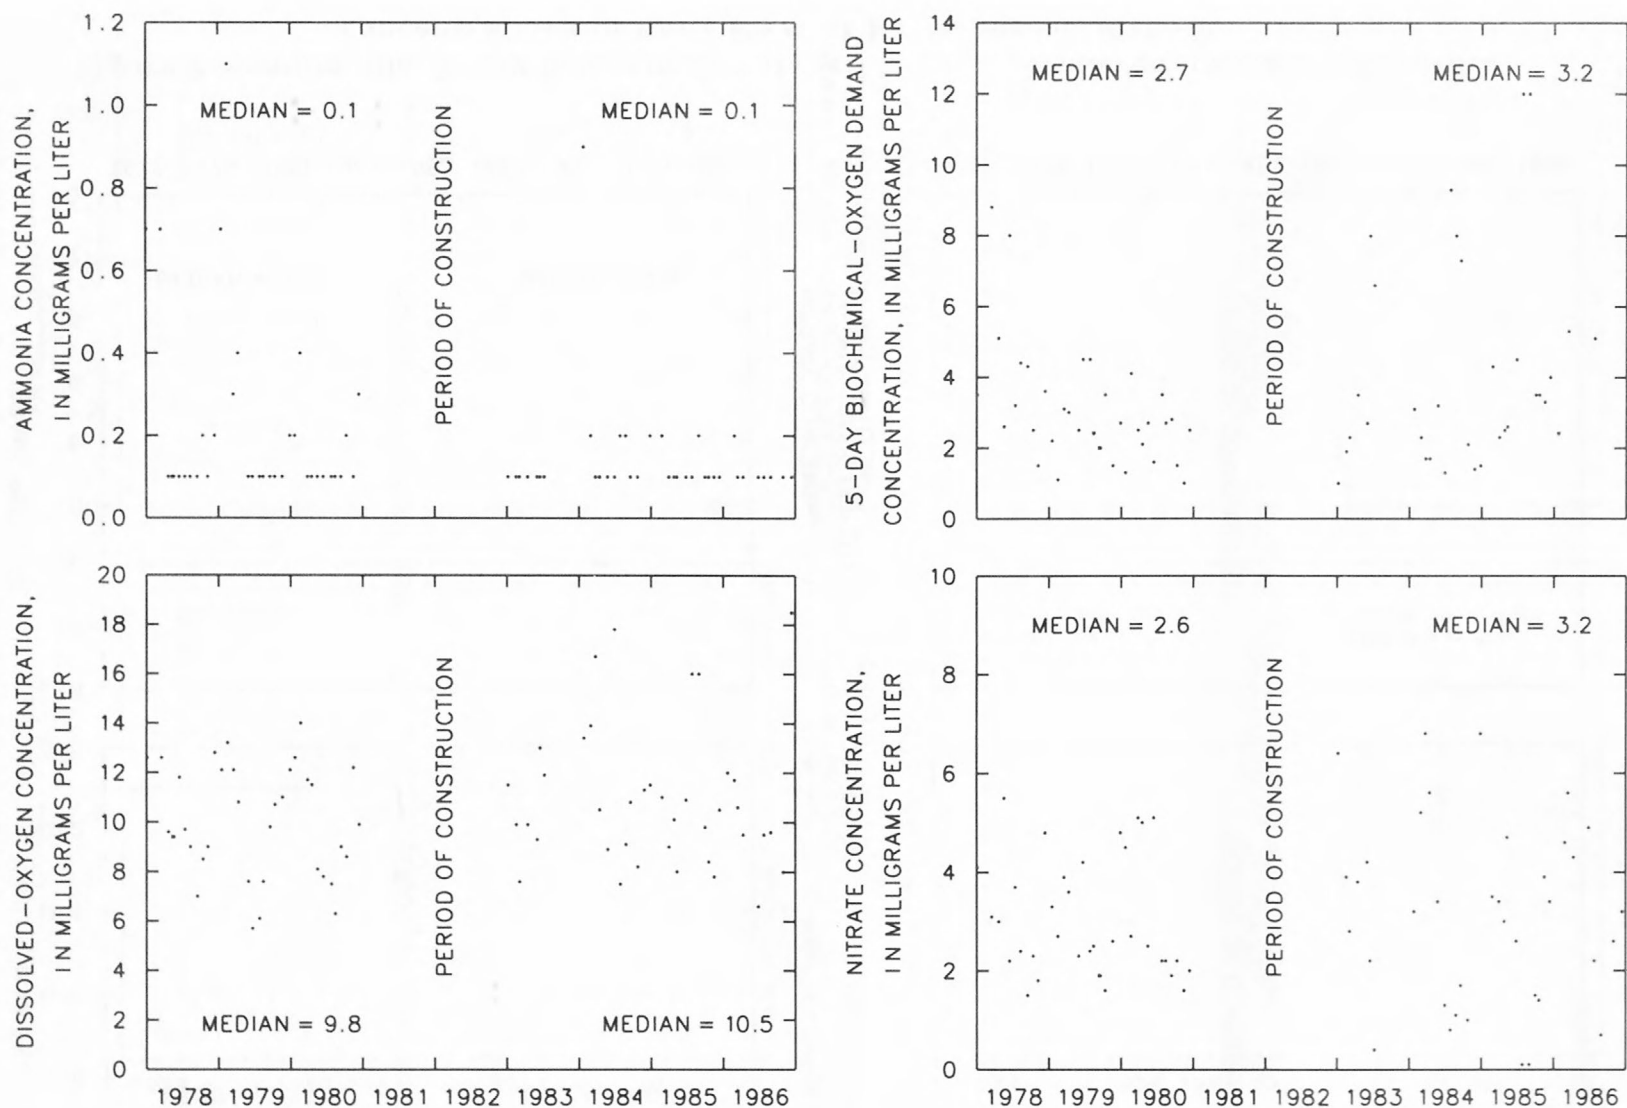 AMMONIA CONCENTRATION,
IN MILLIGRAMS PER LITER
1.2
1.0
0.8
0.6
0.4
0.2
0.0
MEDIAN = 0.1
PERIOD OF CONSTRUCTION
MEDIAN = 0.1
5-DAY BIOCHEMICAL-OXYGEN DEMAND
CONCENTRATION, IN MILLIGRAMS PER LITER
14
12
10
8
6
4
2
0
MEDIAN = 2.7
PERIOD OF CONSTRUCTION
MEDIAN = 3.2
DISSOLVED-OXYGEN CONCENTRATION,
IN MILLIGRAMS PER LITER
20
18
16
14
12
10
8
6
4
2
0
PERIOD OF CONSTRUCTION
MEDIAN = 9.8
MEDIAN = 10.5
1978 1979 1980 1981 1982 1983 1984 1985 1986
NITRATE CONCENTRATION,
IN MILLIGRAMS PER LITER
10
8
6
4
2
0
MEDIAN = 2.6
PERIOD OF CONSTRUCTION
MEDIAN = 3.2
1978 1979 1980 1981 1982 1983 1984 1985 1986